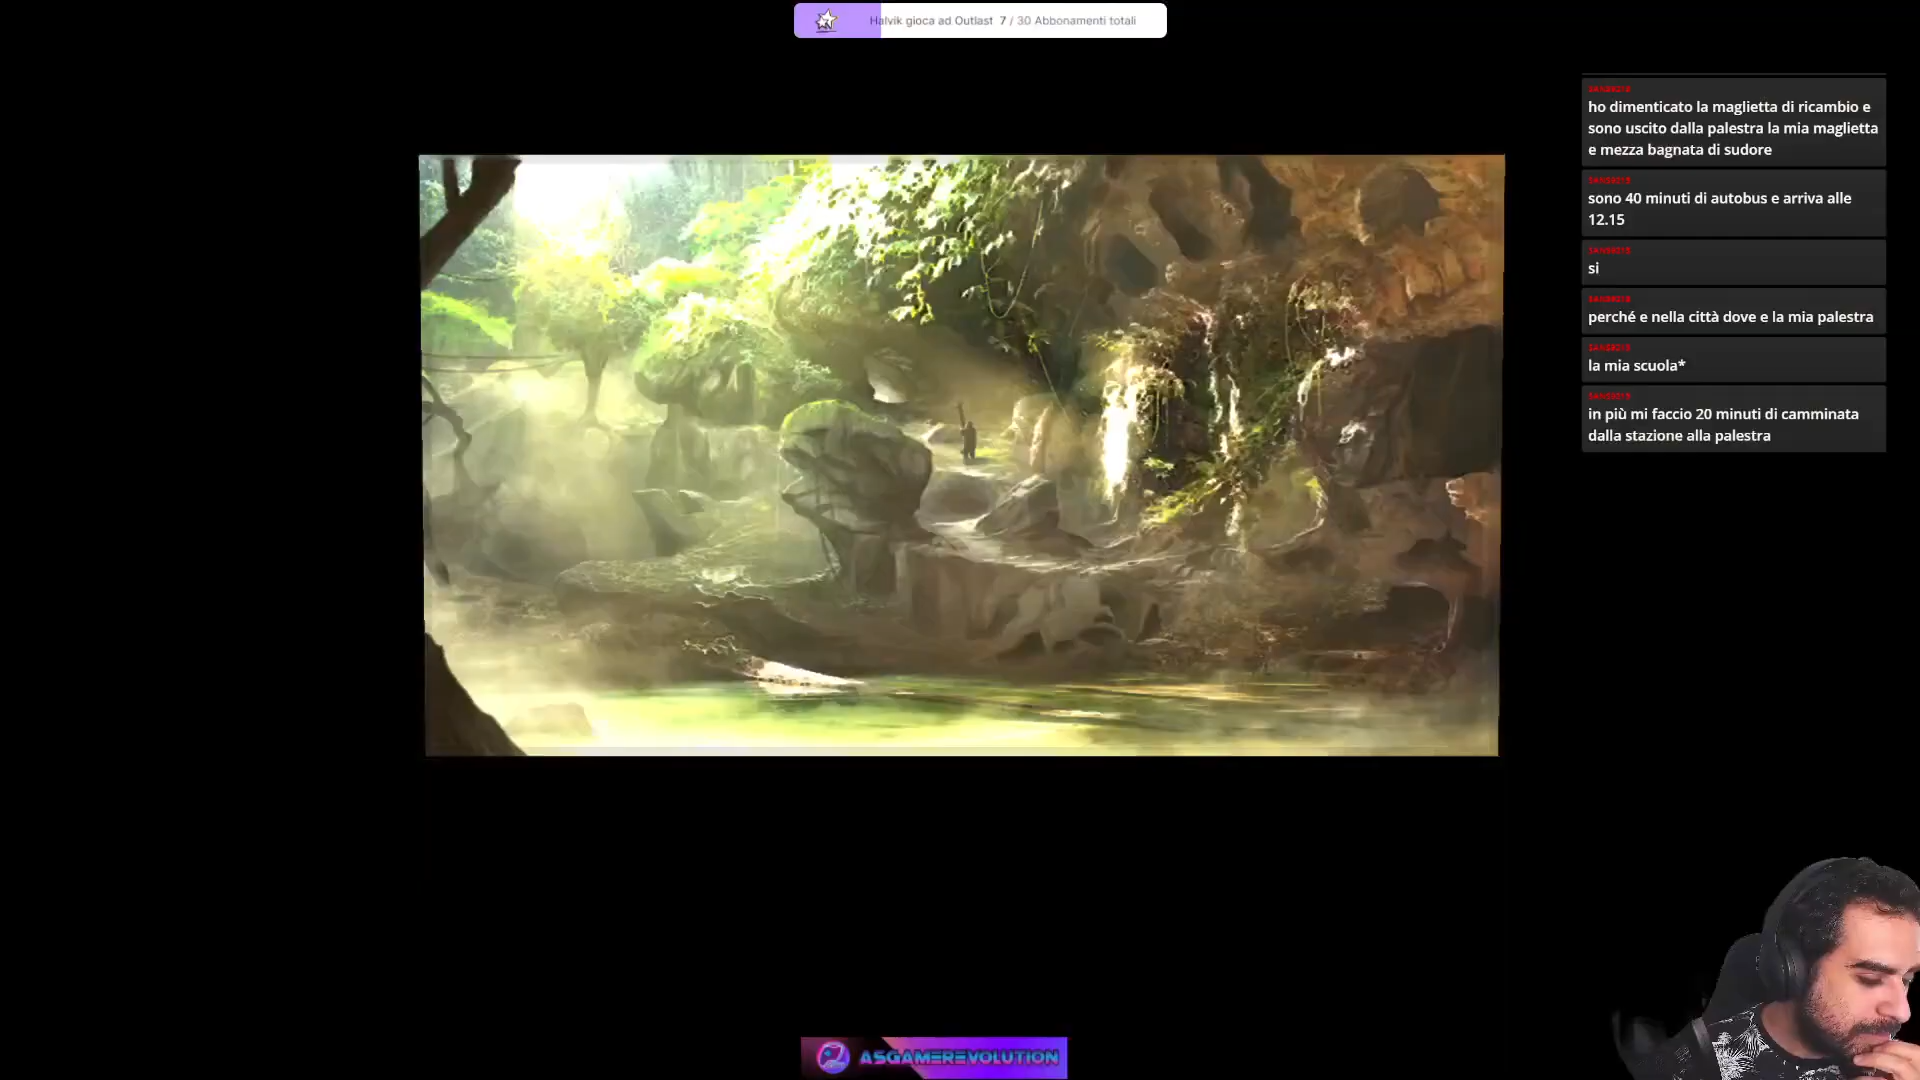 Halvik gioca ad Outlast 7 / 30 Abbonamenti totali
ho dimenticato la maglietta di ricambio e
sono uscito dalla palestra la mia maglietta
e mezza bagnata di sudore
sono 40 minuti di autobus e arriva alle
12.15
si
perché e nella città dove e la mia palestra
la mia scuola*
in più mi faccio 20 minuti di camminata
dalla stazione alla palestra
ASGAMEREVOLUTION